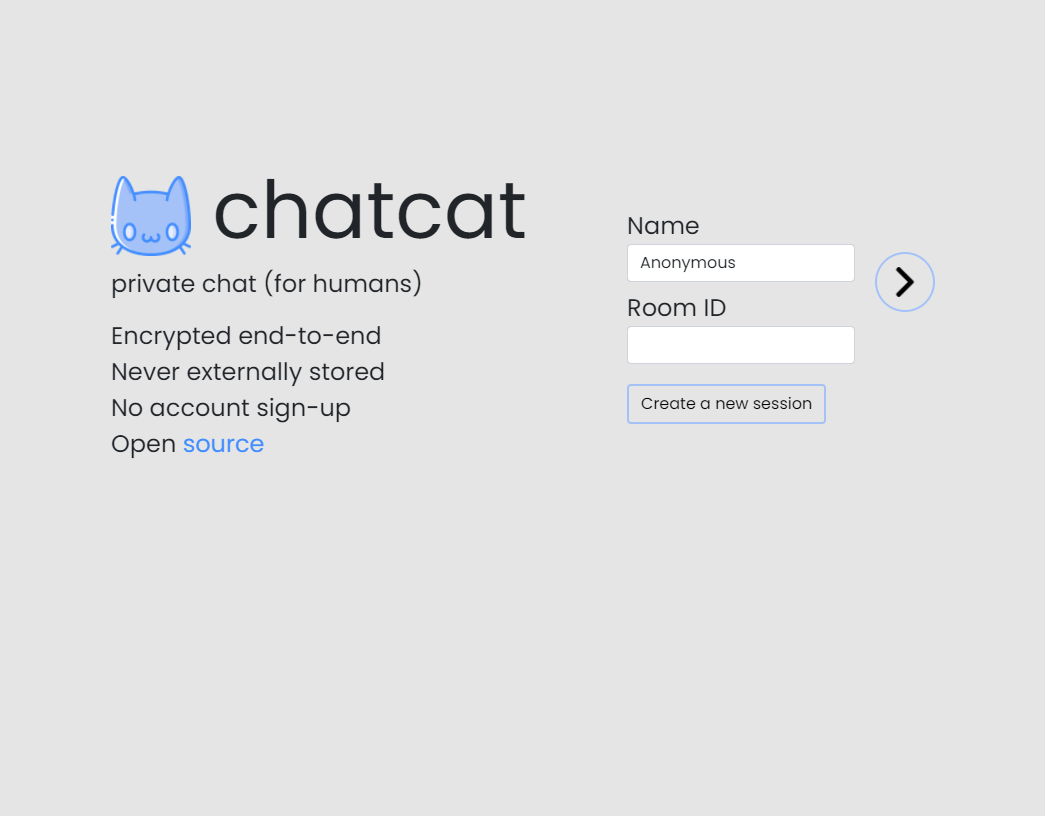 chatcat
private chat (for humans)
Encrypted end-to-end
Never externally stored
No account sign-up
Open source
Name
Anonymous
Room ID
Create a new session